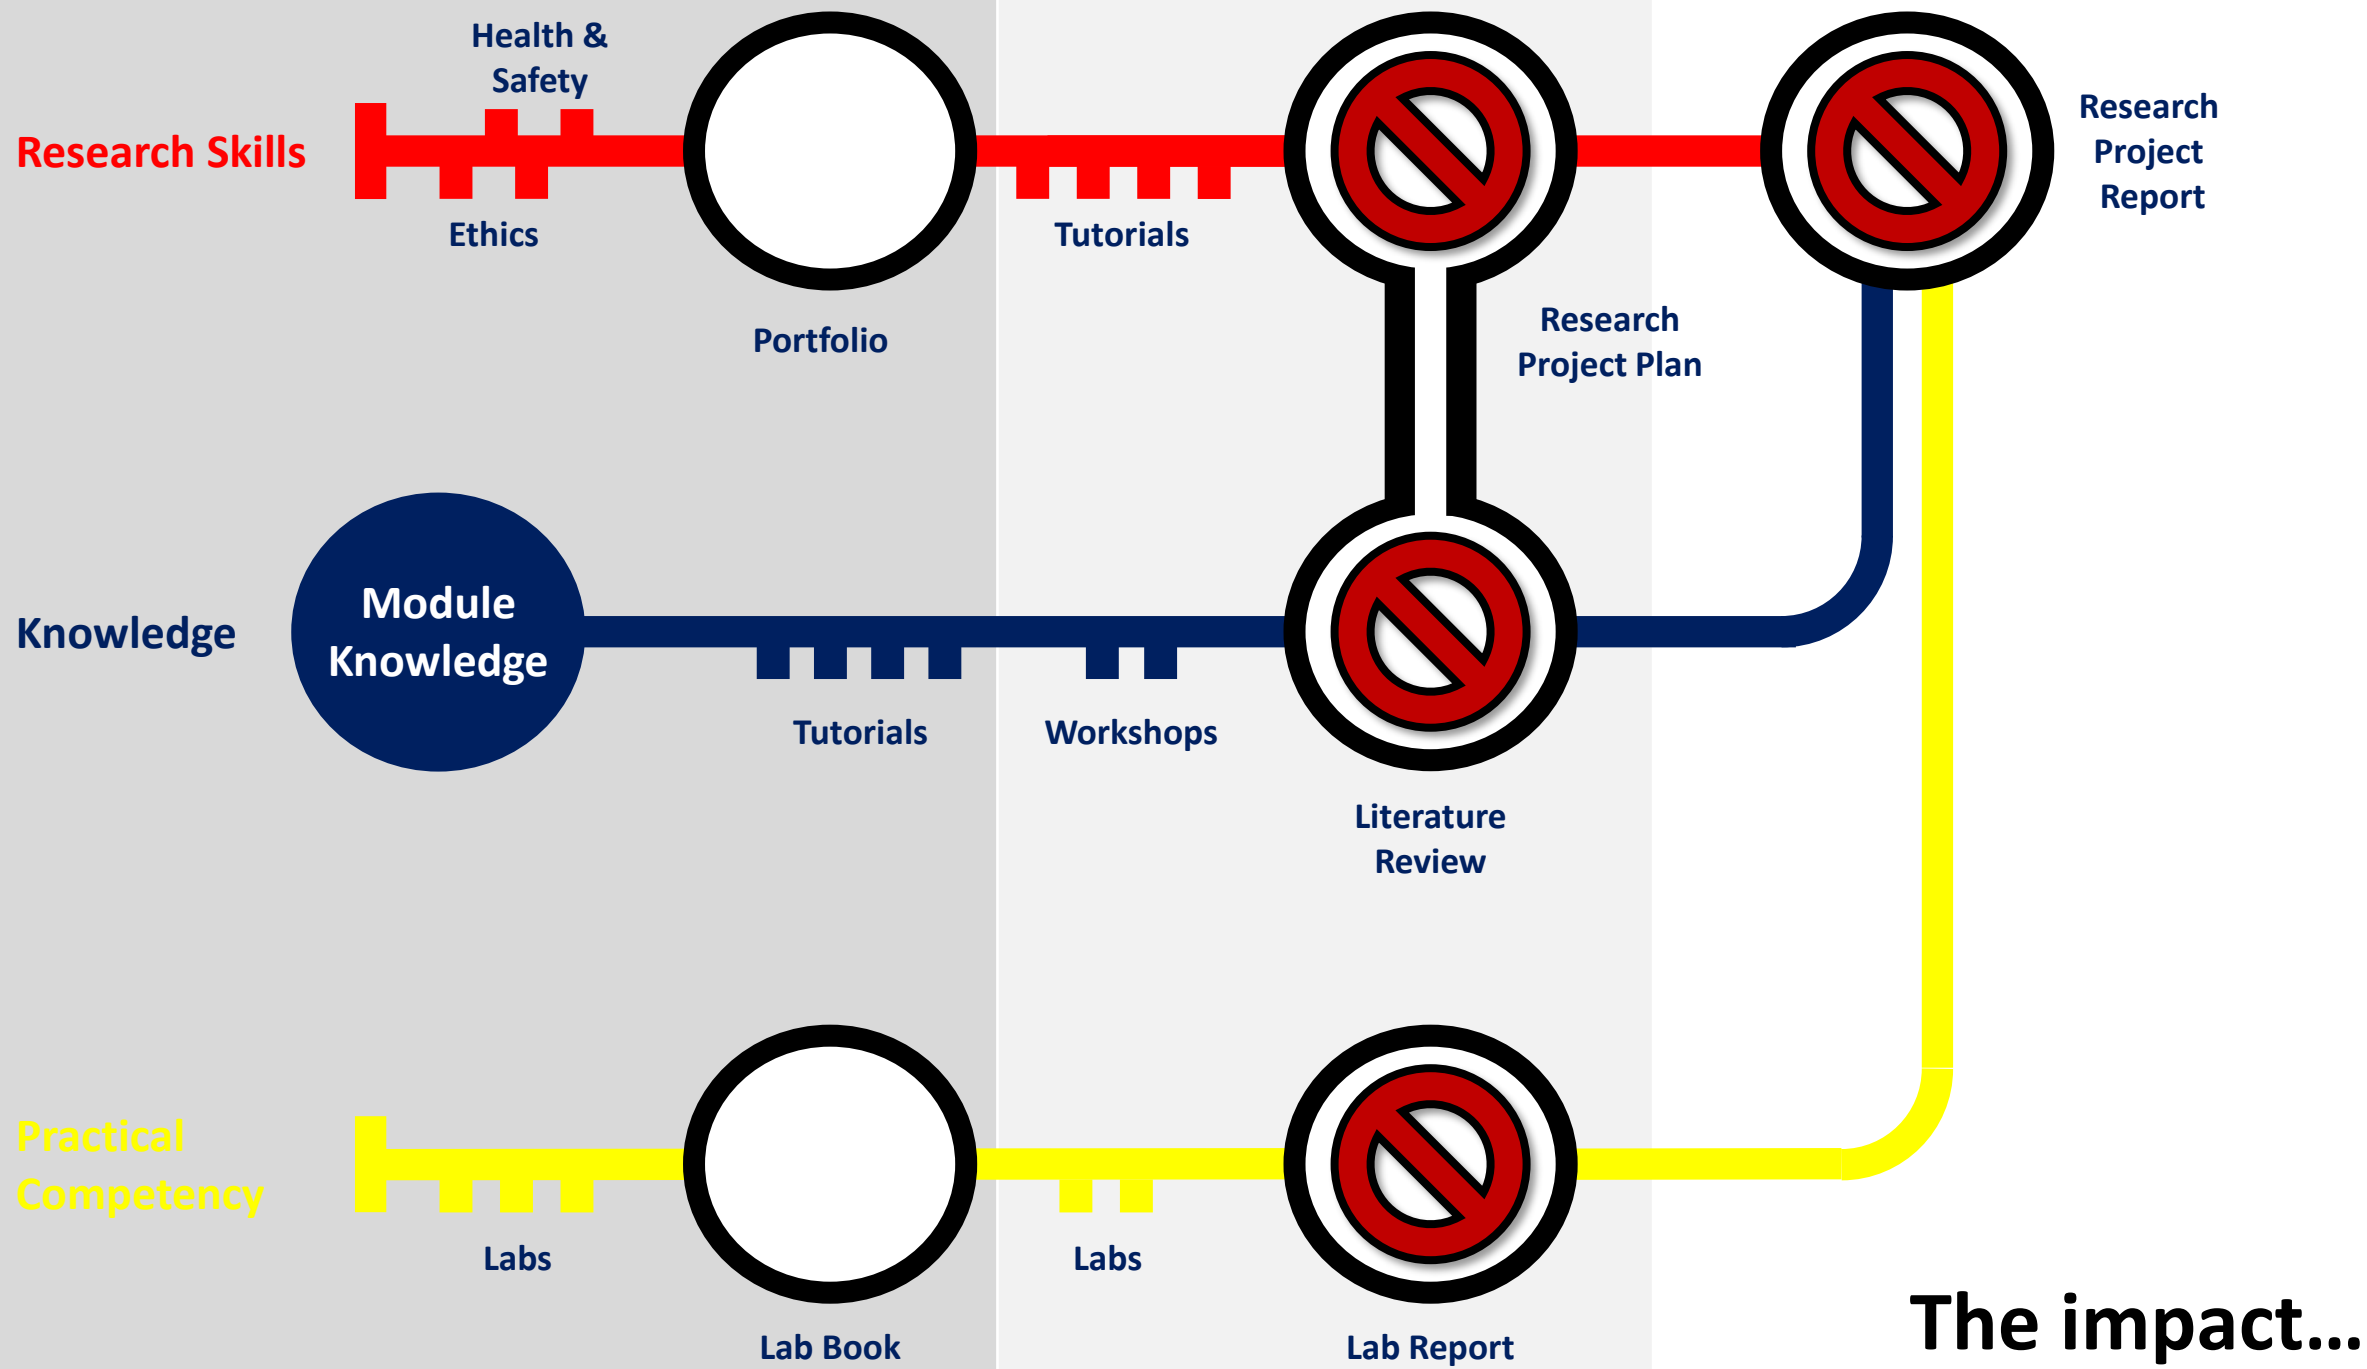 Health &
Safety
Research Skills
Ethics
Portfolio
Tutorials
Research
Project Plan
Research
Project
Report
Knowledge
Module
Knowledge
Tutorials
Workshops
Literature
Review
Practical
Competency
Labs
Lab Book
Labs
Lab Report
The impact...